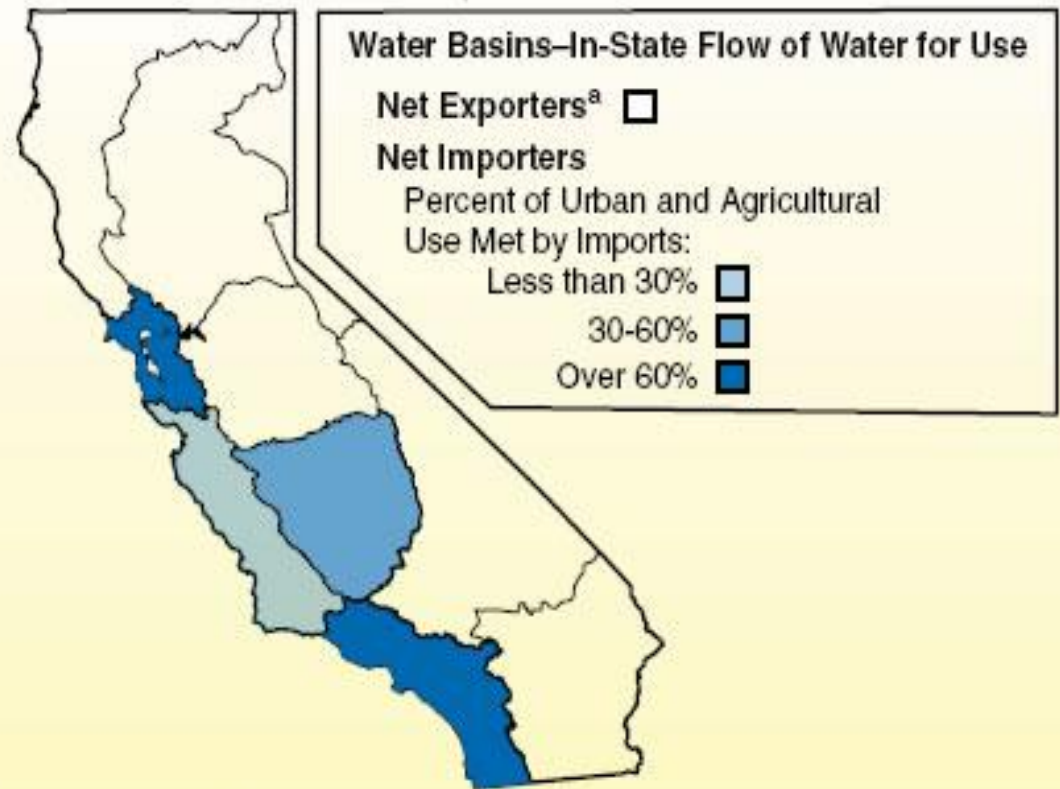 Water Basins–In-State Flow of Water for Use
Net Exportersª
Net Importers
Percent of Urban and Agricultural
Use Met by Imports:
Less than 30%
30-60%
Over 60%